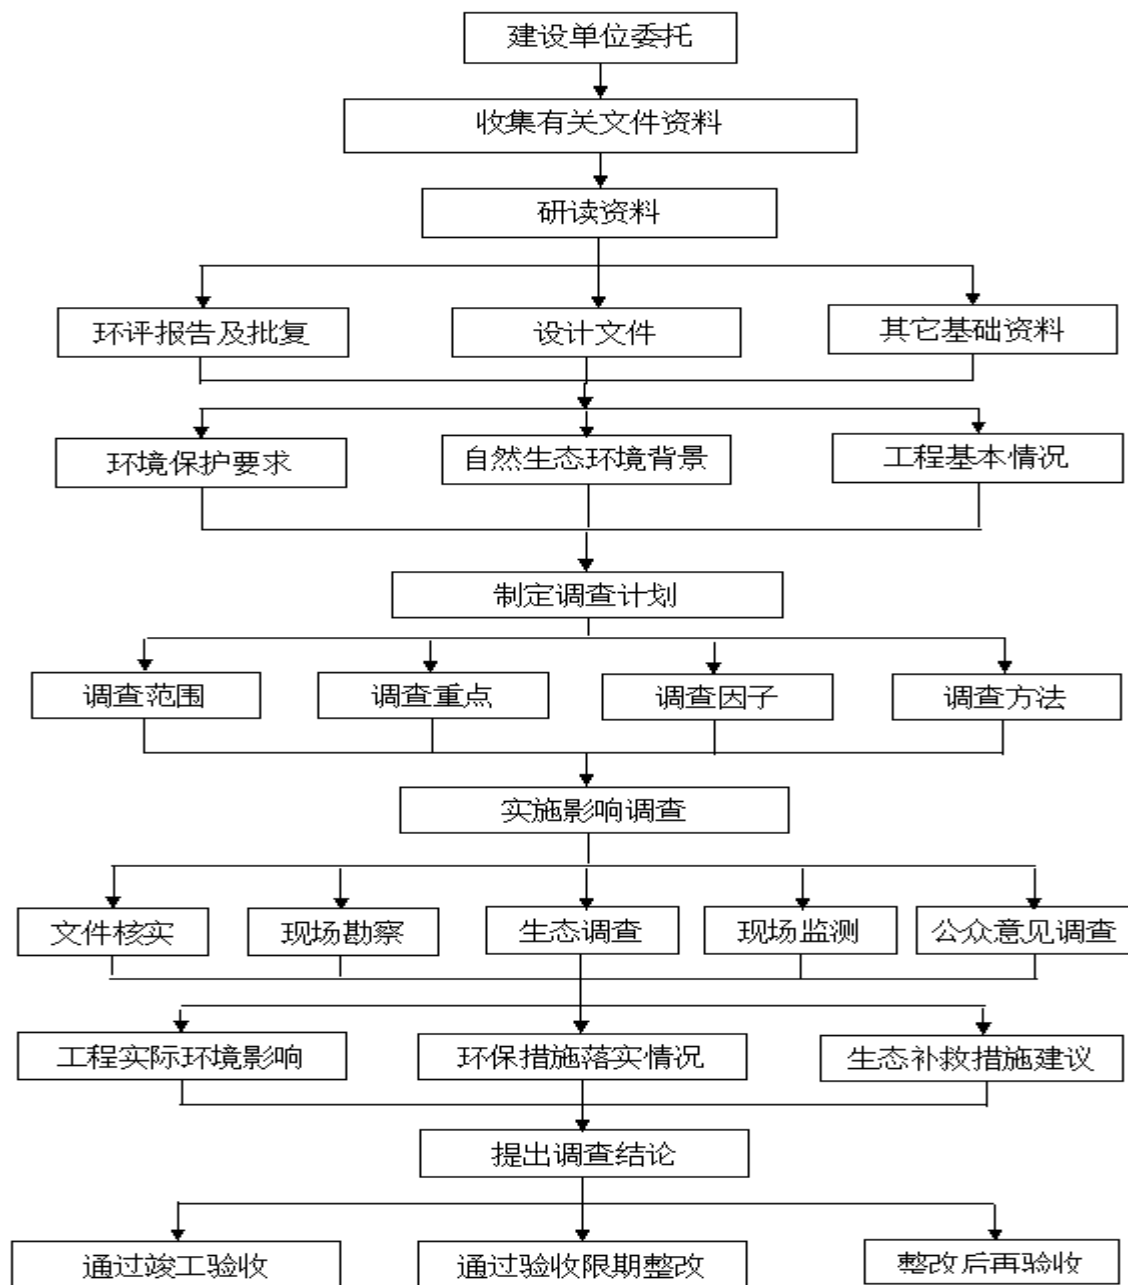 建设单位委托
收集有关文件资料
研读资料
环评报告及批复
设计文件
其它基础资料
环境保护要求
自然生态环境背景
工程基本情况
制定调查计划
调查范围
调查重点
调查因子
调查方法
实施影响调查
文件核实
现场勘察
生态调查
现场监测
公众意见调查
工程实际环境影响
环保措施落实情况
生态补救措施建议
提出调查结论
通过竣工验收
通过验收限期整改
整改后再验收